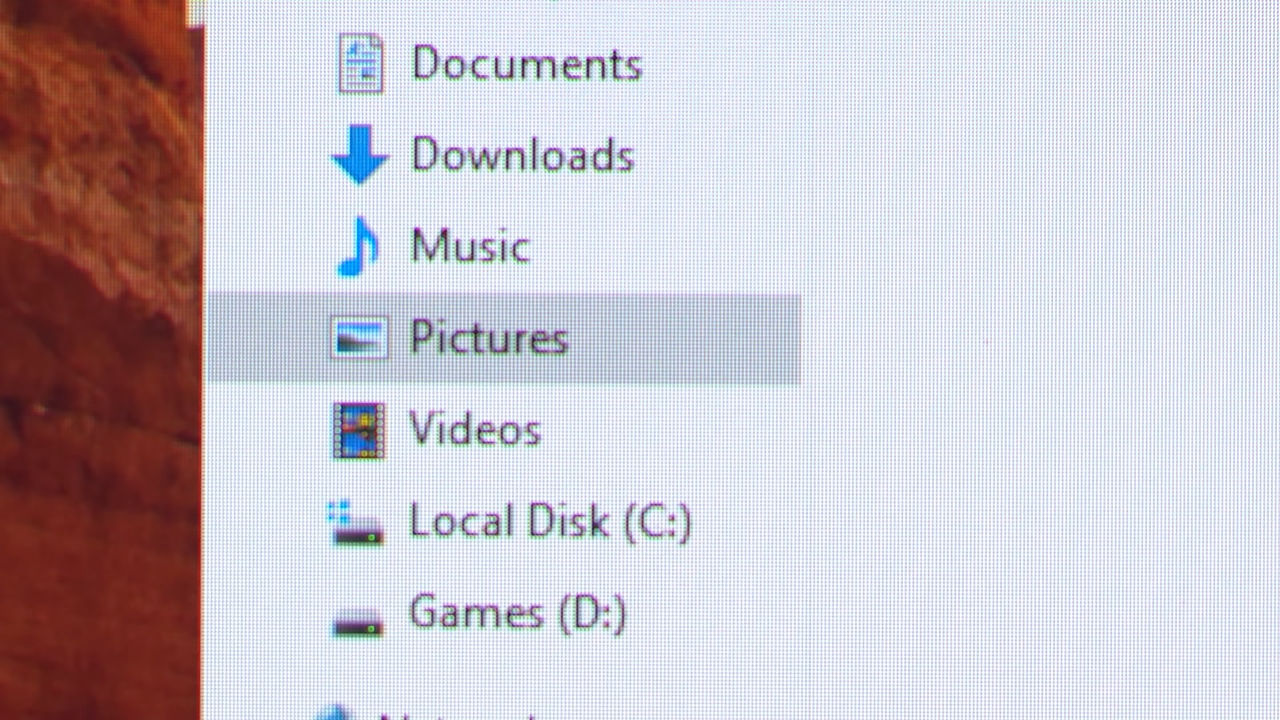 Documents
Downloads
Music
Pictures
Videos
Local Disk (C:)
Games (D:)